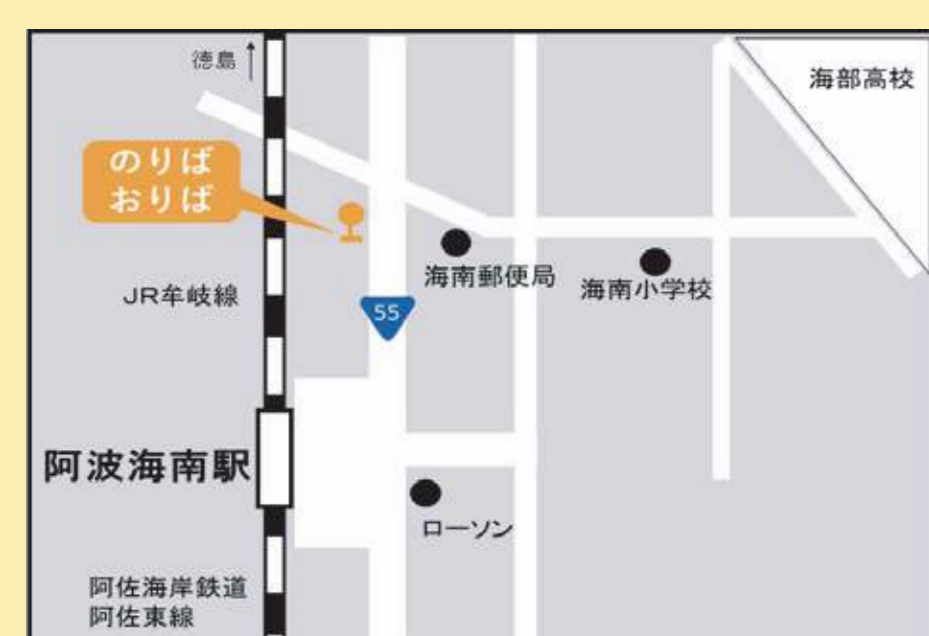 徳島
海部高校
のりば
おりば
海南郵便局
海南小学校
JR牟岐線
55
阿波海南駅
ローソン
阿佐海岸鉄道
阿佐東線